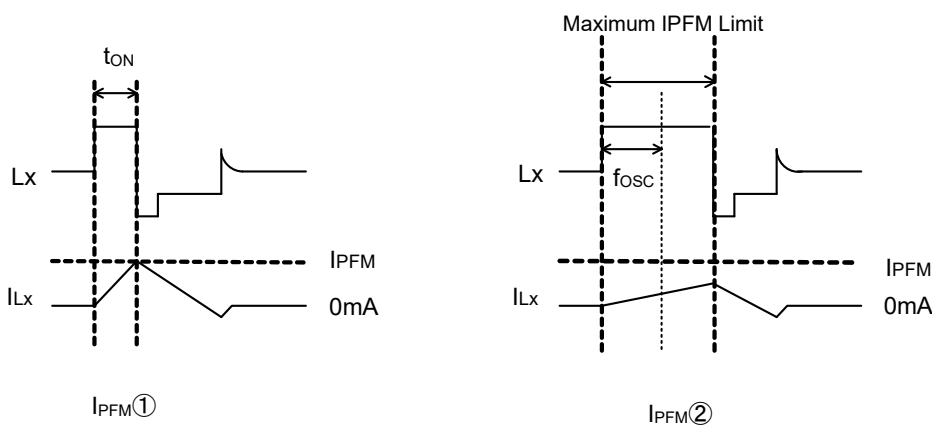 tON
Lx
IPFM
ILx
0mA
IPFM①
Maximum IPFM Limit
Lx
fOSC
IPFM
ILx
0mA
IPFM②